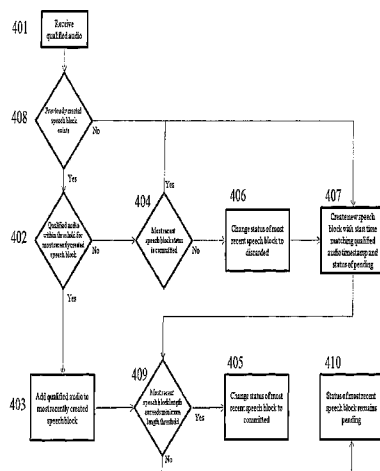 401
Receive
qualified audio
408
Previously created
speech block
exists
No
Yes
402
Qualified audio
within threshold for
most recently created
speech block
No
Yes
404
Yes
Most recent
speech block status
is committed
No
406
Change status of most
recent speech block to
discarded
407
Create new speech
block with start time
matching qualified
audio timestamp and
status of pending
403
Add qualified audio to
most recently created
speech block
409
Most recent
speech block length
exceeds minimum
length threshold
Yes
No
405
Change status of most
recent speech block to
committed
410
Status of most recent
speech block remains
pending